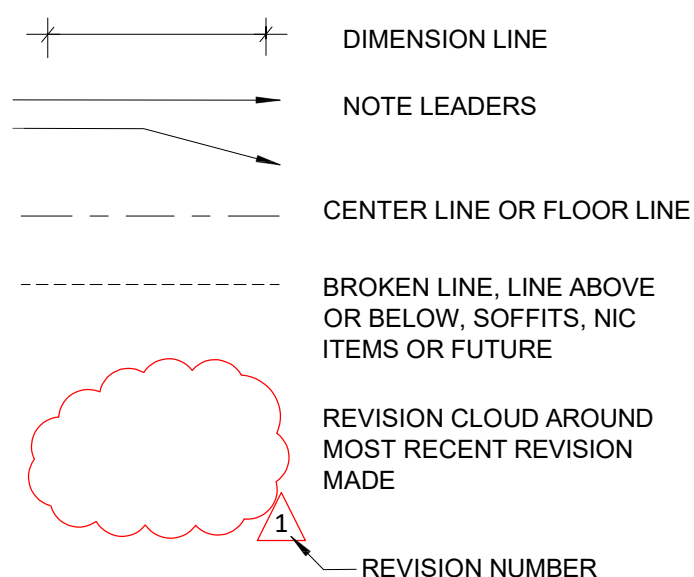 DIMENSION LINE
NOTE LEADERS
CENTER LINE OR FLOOR LINE
BROKEN LINE, LINE ABOVE
OR BELOW, SOFFITS, NIC
ITEMS OR FUTURE
REVISION CLOUD AROUND
MOST RECENT REVISION
MADE
1
REVISION NUMBER